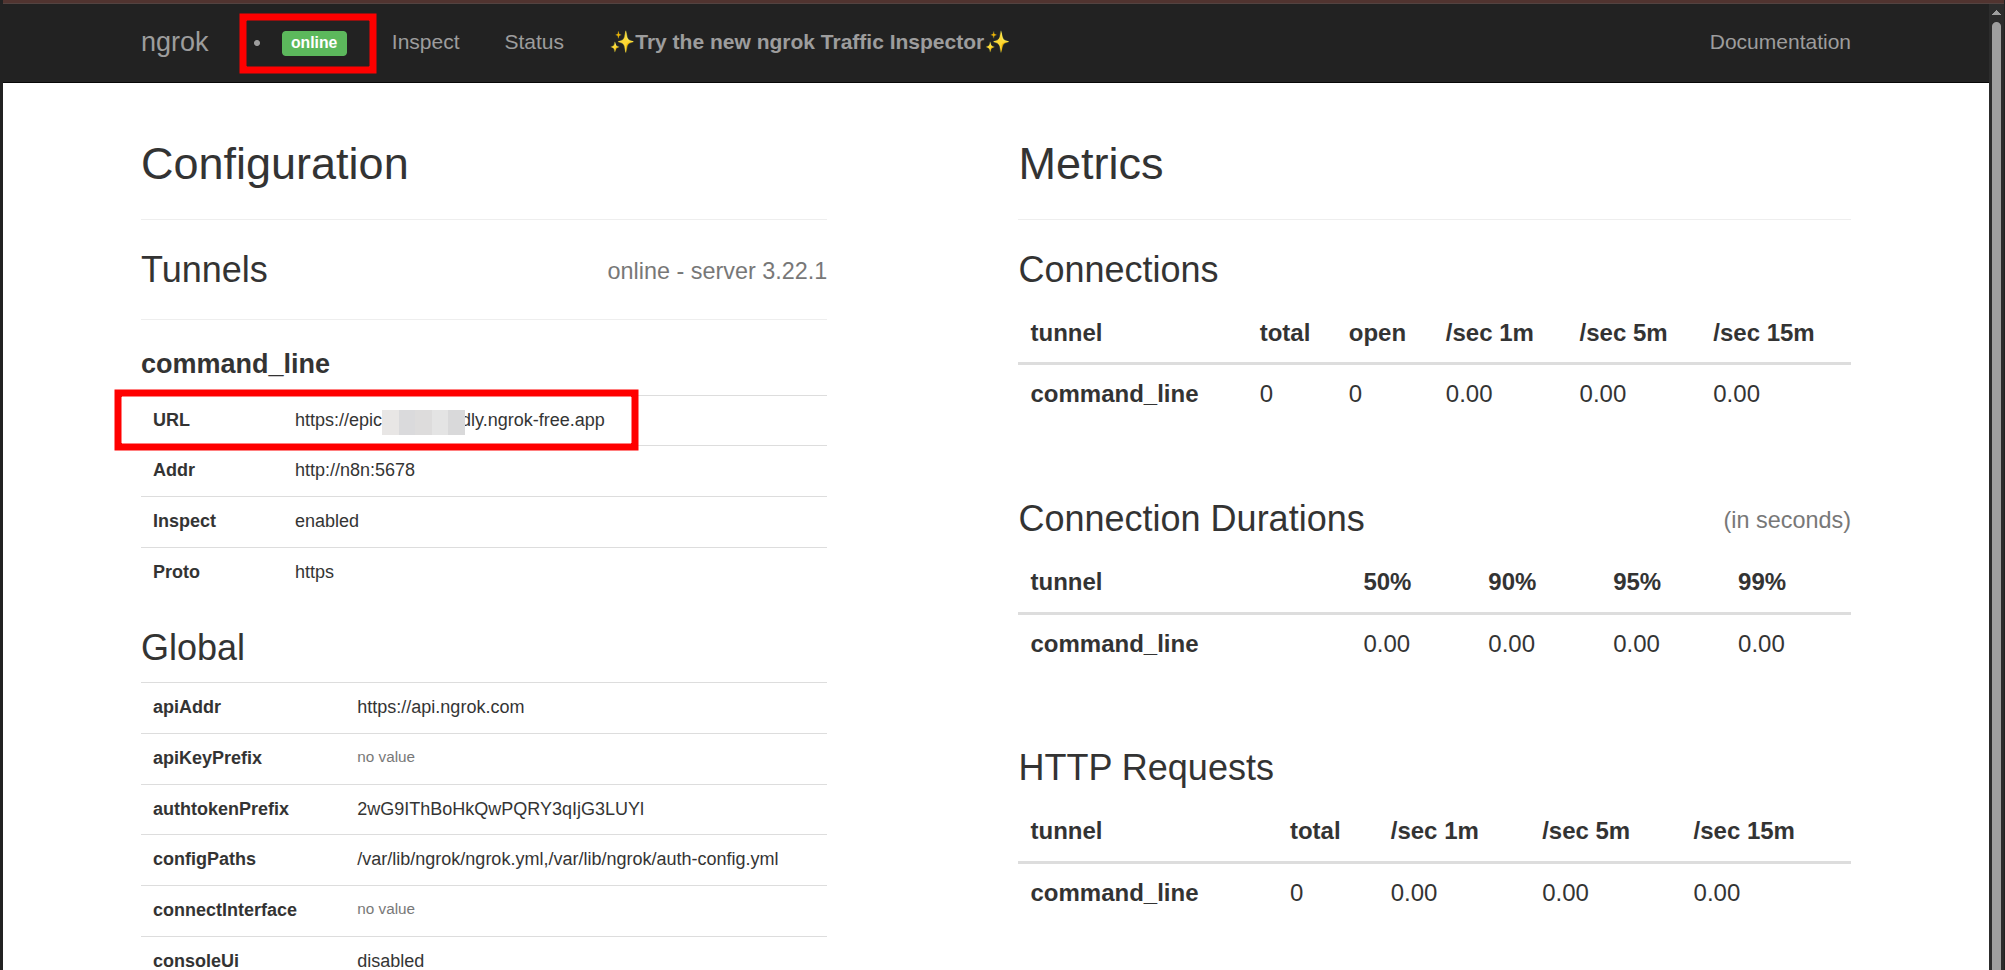 ngrok • online Inspect Status ✨Try the new ngrok Traffic Inspector✨ Documentation
Configuration
Tunnels online - server 3.22.1
command_line
URL https://epic dly.ngrok-free.app
Addr http://n8n:5678
Inspect enabled
Proto https
Global
apiAddr https://api.ngrok.com
apiKeyPrefix no value
authtokenPrefix 2wG9IThBoHkQwPQRY3qIjG3LUYI
configPaths /var/lib/ngrok/ngrok.yml,/var/lib/ngrok/auth-config.yml
connectInterface no value
consoleUi disabled
Metrics
Connections
tunnel total open /sec 1m /sec 5m /sec 15m
command_line 0 0 0.00 0.00 0.00
Connection Durations (in seconds)
tunnel 50% 90% 95% 99%
command_line 0.00 0.00 0.00 0.00
HTTP Requests
tunnel total /sec 1m /sec 5m /sec 15m
command_line 0 0.00 0.00 0.00